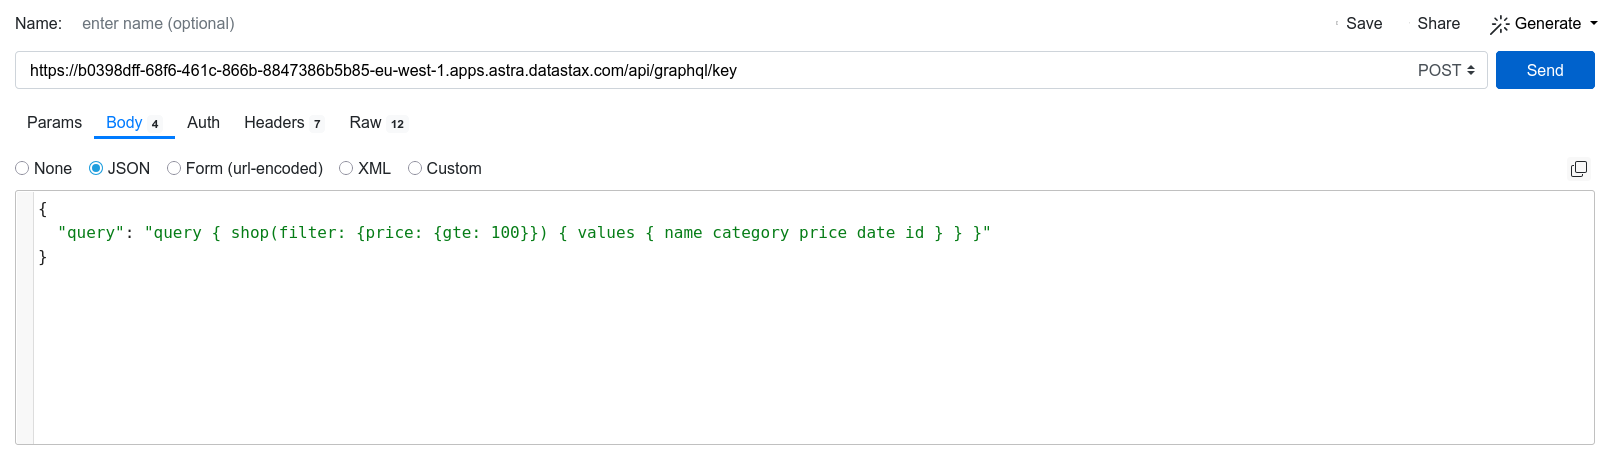 Name: enter name (optional) Save Share Generate
https://b0398dff-68f6-461c-866b-8847386b5b85-eu-west-1.apps.astra.datastax.com/api/graphql/key POST Send
Params Body 4 Auth Headers 7 Raw 12
None JSON Form (url-encoded) XML Custom
{
  "query": "query { shop(filter: {price: {gte: 100}}) { values { name category price date id } } }"
}